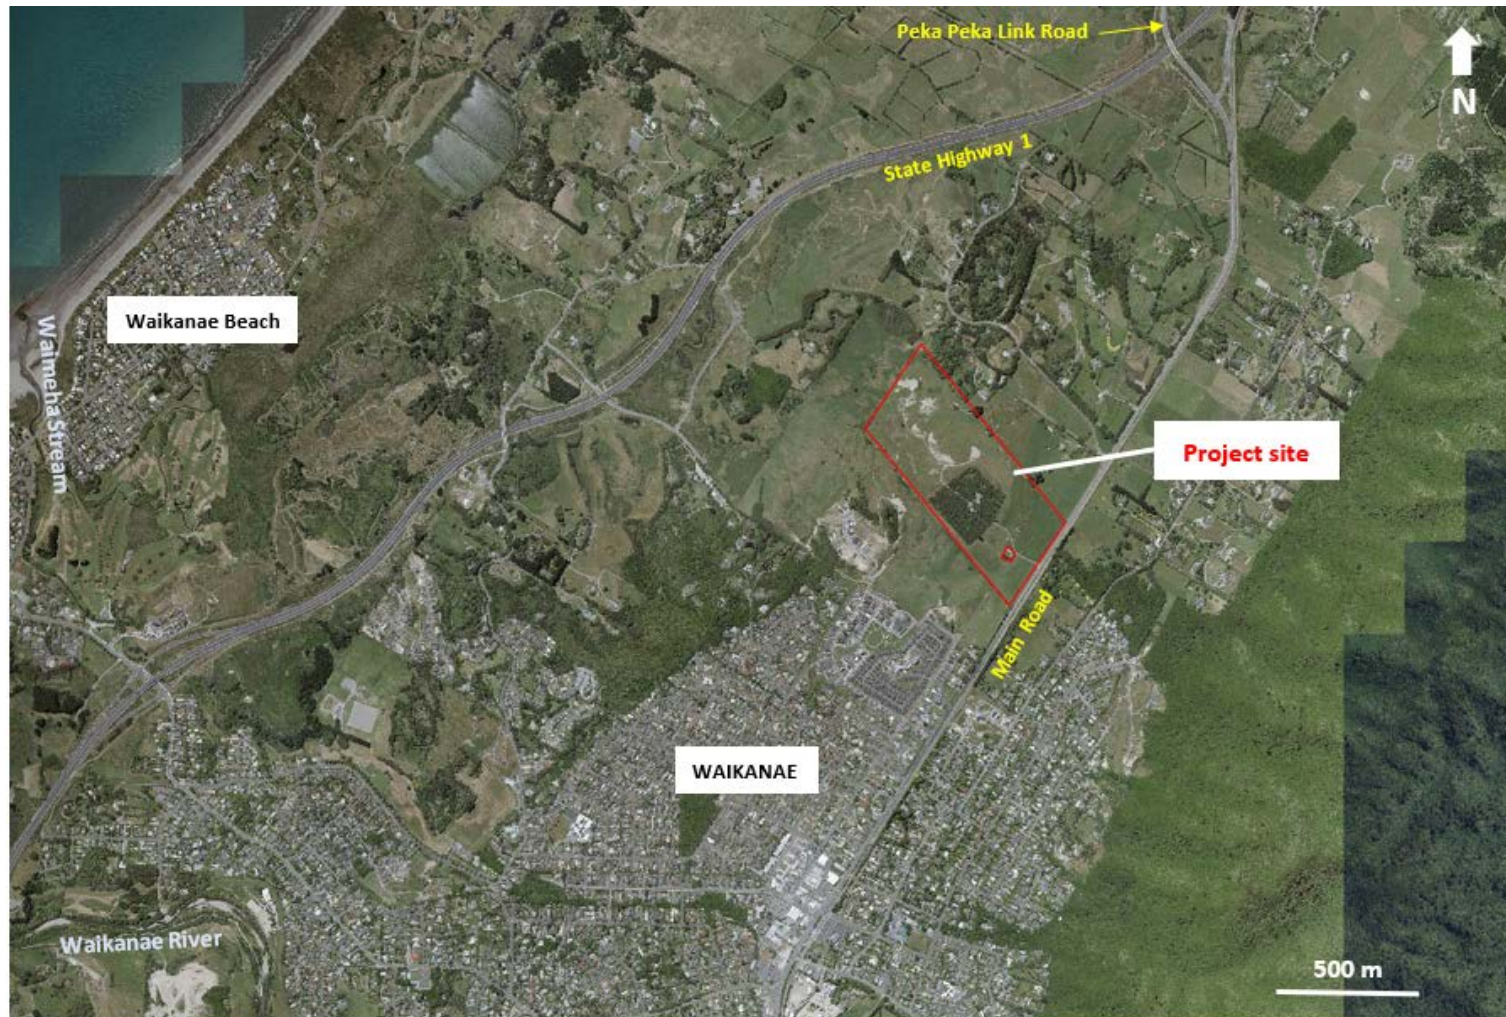 Peka Peka Link Road
N
State Highway 1
Waikanae Beach
Waimeha Stream
Project site
Main Road
WAIKANAE
Waikanae River
500 m